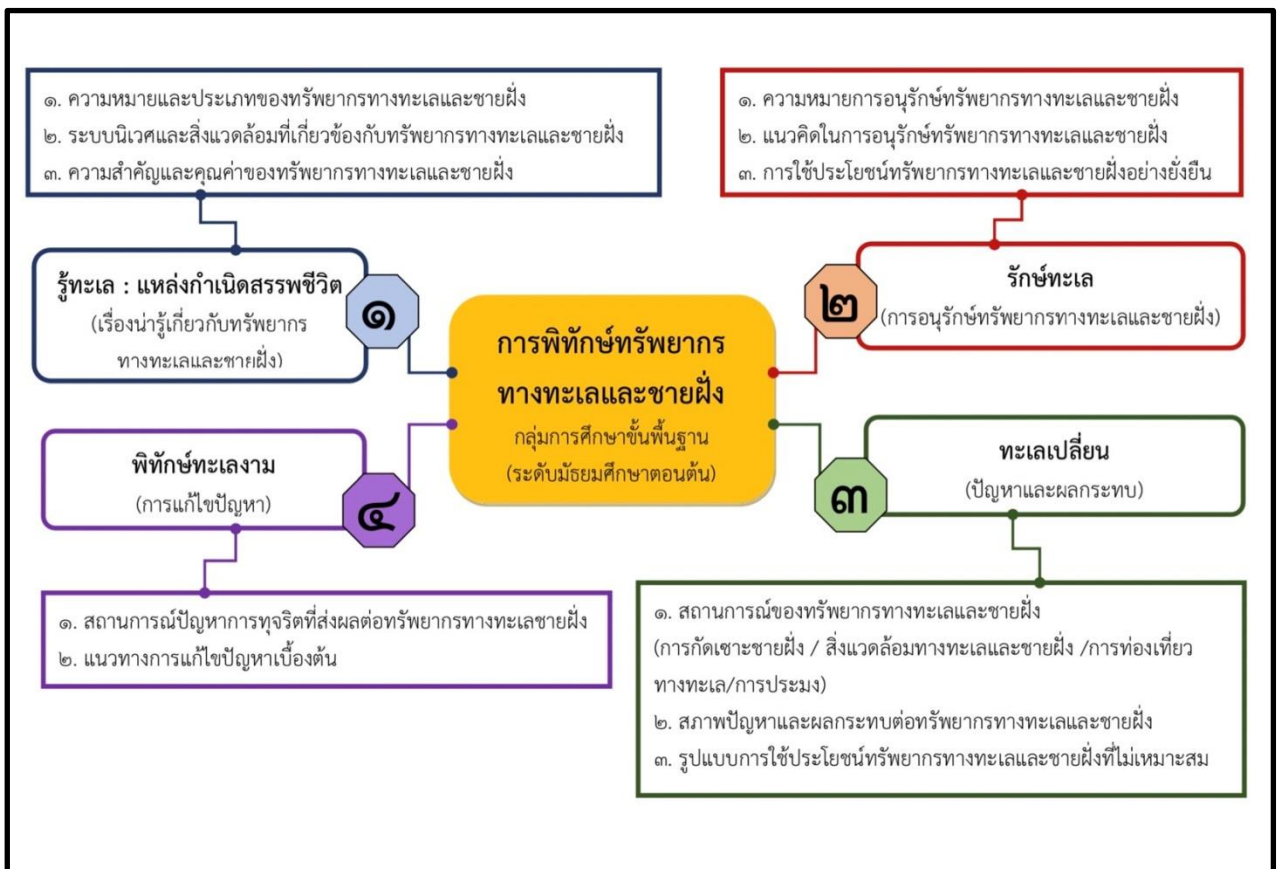 ๑. ความหมายและประเภทของทรัพยากรทางทะเลและชายฝั่ง
๒. ระบบนิเวศและสิ่งแวดล้อมที่เกี่ยวข้องกับทรัพยากรทางทะเลและชายฝั่ง
๓. ความสำคัญและคุณค่าของทรัพยากรทางทะเลและชายฝั่ง
รู้ทะเล : แหล่งกำเนิดสรรพชีวิต
(เรื่องน่ารู้เกี่ยวกับทรัพยากร
ทางทะเลและชายฝั่ง)
๑
๑. ความหมายการอนุรักษ์ทรัพยากรทางทะเลและชายฝั่ง
๒. แนวคิดในการอนุรักษ์ทรัพยากรทางทะเลและชายฝั่ง
๓. การใช้ประโยชน์ทรัพยากรทางทะเลและชายฝั่งอย่างยั่งยืน
๒
รักษ์ทะเล
(การอนุรักษ์ทรัพยากรทางทะเลและชายฝั่ง)
การพิทักษ์ทรัพยากร
ทางทะเลและชายฝั่ง
กลุ่มการศึกษาขั้นพื้นฐาน
(ระดับมัธยมศึกษาตอนต้น)
๓
ทะเลเปลี่ยน
(ปัญหาและผลกระทบ)
๑. สถานการณ์ของทรัพยากรทางทะเลและชายฝั่ง
(การกัดเซาะชายฝั่ง / สิ่งแวดล้อมทางทะเลและชายฝั่ง /การท่องเที่ยว
ทางทะเล/การประมง)
๒. สภาพปัญหาและผลกระทบต่อทรัพยากรทางทะเลและชายฝั่ง
๓. รูปแบบการใช้ประโยชน์ทรัพยากรทางทะเลและชายฝั่งที่ไม่เหมาะสม
พิทักษ์ทะเลงาม
(การแก้ไขปัญหา)
๔
๑. สถานการณ์ปัญหาการทุจริตที่ส่งผลต่อทรัพยากรทางทะเลชายฝั่ง
๒. แนวทางการแก้ไขปัญหาเบื้องต้น